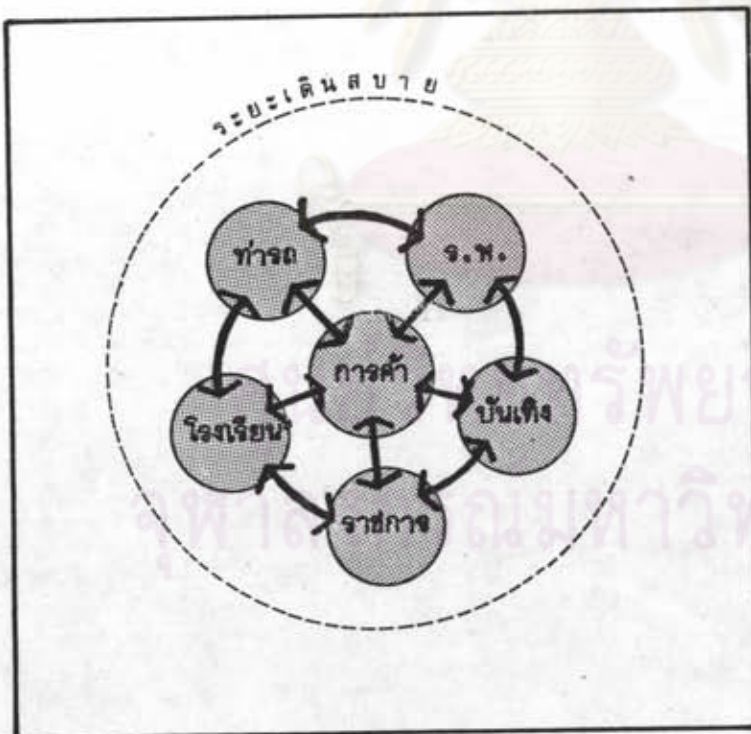 ระยะเดินสบาย
ท่ารถ
ร.พ.
การค้า
โรงเรียน
บันเทิง
ราชการ